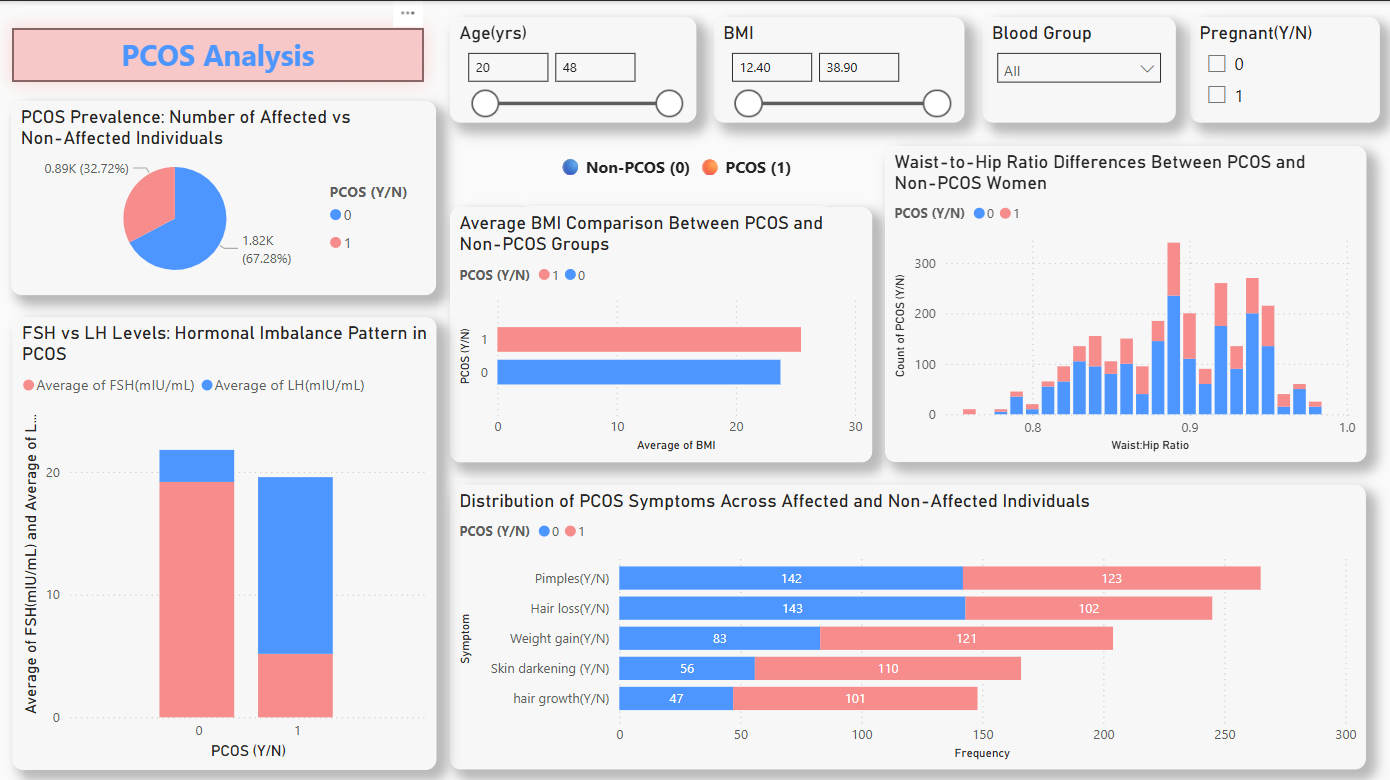 PCOS Analysis
Age(yrs)
20 48
BMI
12.40 38.90
Blood Group
All
Pregnant(Y/N)
0
1
PCOS Prevalence: Number of Affected vs
Non-Affected Individuals
0.89K (32.72%)
1.82K
(67.28%)
PCOS (Y/N)
0
1
Non-PCOS (0) PCOS (1)
Average BMI Comparison Between PCOS and
Non-PCOS Groups
PCOS (Y/N) 1 0
PCOS (Y/N)
1
0
0 10 20 30
Average of BMI
Waist-to-Hip Ratio Differences Between PCOS and
Non-PCOS Women
PCOS (Y/N) 0 1
Count of PCOS (Y/N)
300
200
100
0
0.8 0.9 1.0
Waist:Hip Ratio
FSH vs LH Levels: Hormonal Imbalance Pattern in
PCOS
Average of FSH(mIU/mL) Average of LH(mIU/mL)
Average of FSH(mIU/mL) and Average of L...
20
10
0
0 1
PCOS (Y/N)
Distribution of PCOS Symptoms Across Affected and Non-Affected Individuals
PCOS (Y/N) 0 1
Symptom
Pimples(Y/N) 142 123
Hair loss(Y/N) 143 102
Weight gain(Y/N) 83 121
Skin darkening (Y/N) 56 110
hair growth(Y/N) 47 101
0 50 100 150 200 250 300
Frequency